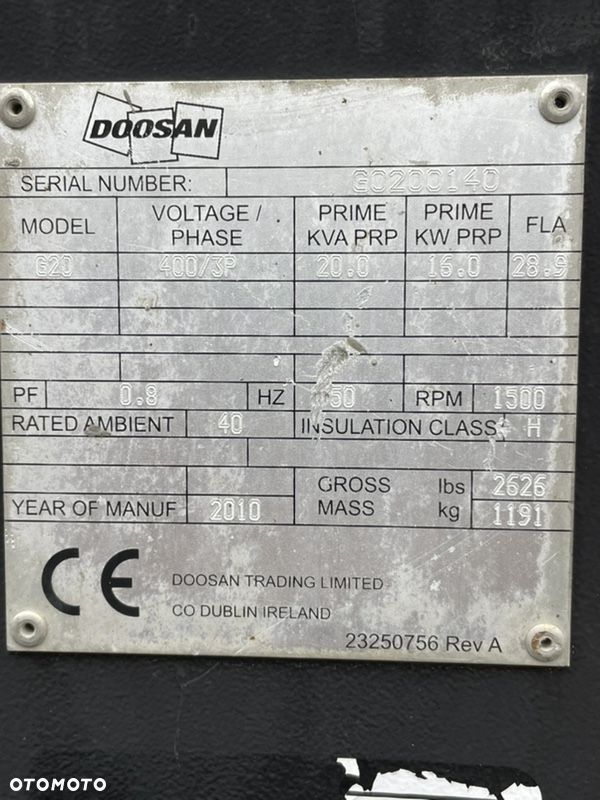 DOOSAN
SERIAL NUMBER: G0200140
MODEL VOLTAGE / PHASE PRIME KVA PRP PRIME KW PRP FLA
G20 400/3P 20.0 16.0 28.9
PF 0.8 HZ 50 RPM 1500
RATED AMBIENT 40 INSULATION CLASS H
GROSS MASS lbs 2626
YEAR OF MANUF 2010 kg 1191
CE DOOSAN TRADING LIMITED
CO DUBLIN IRELAND
23250756 Rev A
OTOMOTO